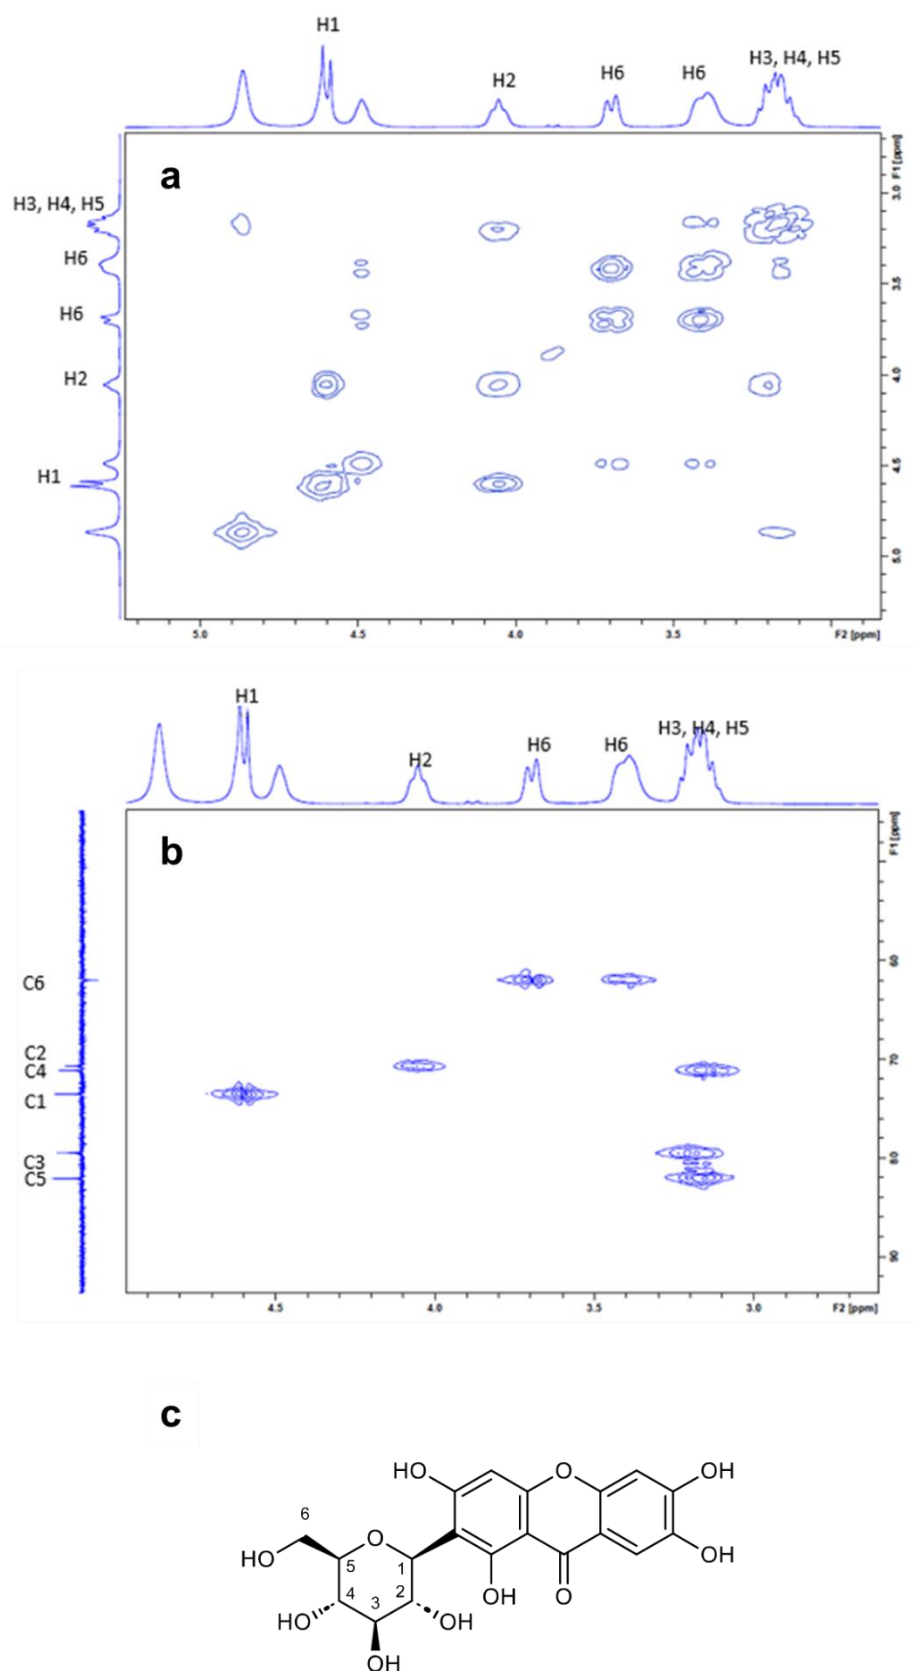 H1
H2
H6
H6
H3, H4, H5
a
H3, H4, H5
H6
H6
H2
H1
3.0
F1 [ppm]
3.5
4.0
4.5
5.0
5.0
4.5
4.0
3.5
F2 [ppm]
H1
H2
H6
H6
H3, H4, H5
b
F1 [ppm]
C6
C2
C4
C1
C3
C5
60
70
80
90
4.5
4.0
3.5
3.0
F2 [ppm]
c
HO
O
OH
6
O
HO
5
1
OH
4
3
2
OH
O
HO
OH
OH